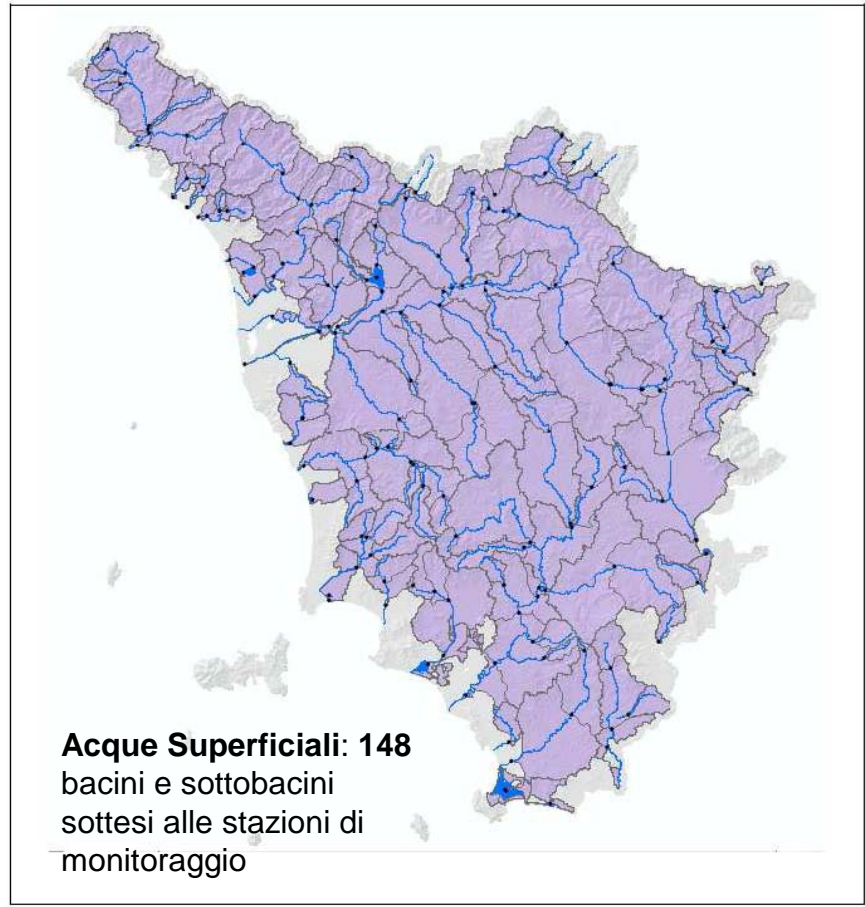 Acque Superficiali: 148
bacini e sottobacini
sottesi alle stazioni di
monitoraggio